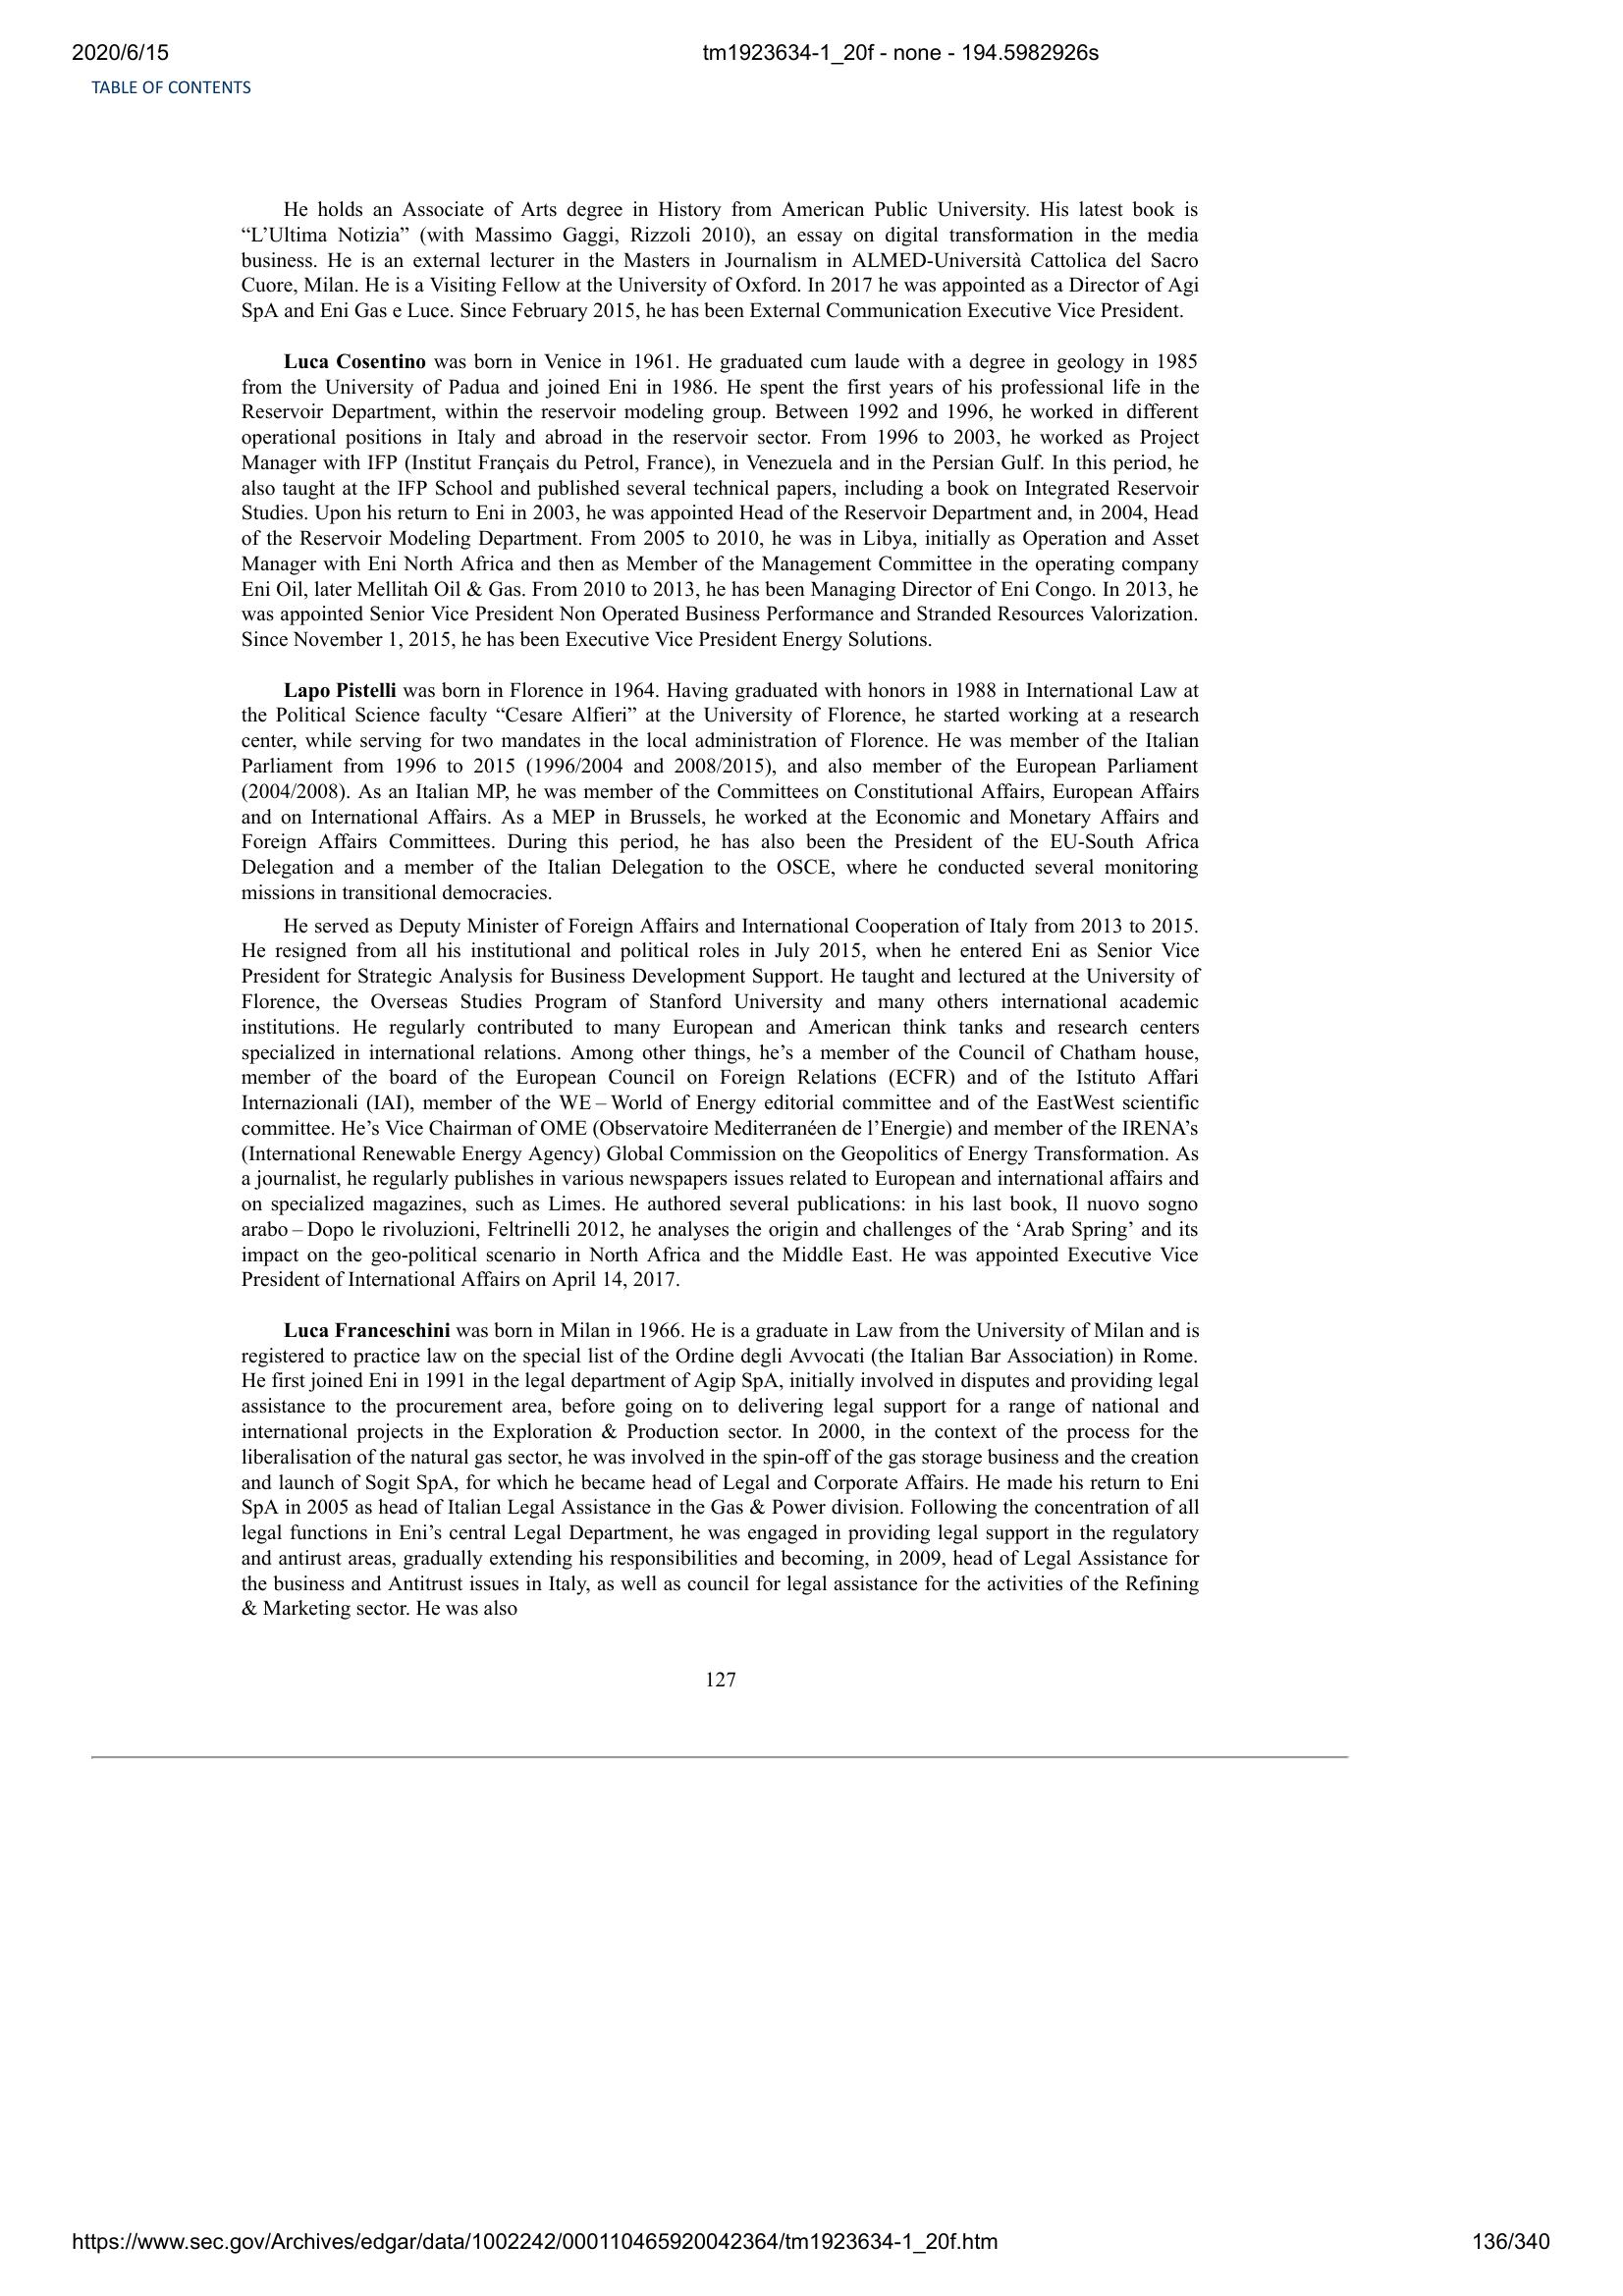 2020/6/15 tm1923634-1_20f - none - 194.5982926s
TABLE OF CONTENTS
He holds an Associate of Arts degree in History from American Public University. His latest book is
“L’Ultima Notizia” (with Massimo Gaggi, Rizzoli 2010), an essay on digital transformation in the media
business. He is an external lecturer in the Masters in Journalism in ALMED-Università Cattolica del Sacro
Cuore, Milan. He is a Visiting Fellow at the University of Oxford. In 2017 he was appointed as a Director of Agi
SpA and Eni Gas e Luce. Since February 2015, he has been External Communication Executive Vice President.
Luca Cosentino was born in Venice in 1961. He graduated cum laude with a degree in geology in 1985
from the University of Padua and joined Eni in 1986. He spent the first years of his professional life in the
Reservoir Department, within the reservoir modeling group. Between 1992 and 1996, he worked in different
operational positions in Italy and abroad in the reservoir sector. From 1996 to 2003, he worked as Project
Manager with IFP (Institut Français du Petrol, France), in Venezuela and in the Persian Gulf. In this period, he
also taught at the IFP School and published several technical papers, including a book on Integrated Reservoir
Studies. Upon his return to Eni in 2003, he was appointed Head of the Reservoir Department and, in 2004, Head
of the Reservoir Modeling Department. From 2005 to 2010, he was in Libya, initially as Operation and Asset
Manager with Eni North Africa and then as Member of the Management Committee in the operating company
Eni Oil, later Mellitah Oil & Gas. From 2010 to 2013, he has been Managing Director of Eni Congo. In 2013, he
was appointed Senior Vice President Non Operated Business Performance and Stranded Resources Valorization.
Since November 1, 2015, he has been Executive Vice President Energy Solutions.
Lapo Pistelli was born in Florence in 1964. Having graduated with honors in 1988 in International Law at
the Political Science faculty “Cesare Alfieri” at the University of Florence, he started working at a research
center, while serving for two mandates in the local administration of Florence. He was member of the Italian
Parliament from 1996 to 2015 (1996/2004 and 2008/2015), and also member of the European Parliament
(2004/2008). As an Italian MP, he was member of the Committees on Constitutional Affairs, European Affairs
and on International Affairs. As a MEP in Brussels, he worked at the Economic and Monetary Affairs and
Foreign Affairs Committees. During this period, he has also been the President of the EU-South Africa
Delegation and a member of the Italian Delegation to the OSCE, where he conducted several monitoring
missions in transitional democracies.
He served as Deputy Minister of Foreign Affairs and International Cooperation of Italy from 2013 to 2015.
He resigned from all his institutional and political roles in July 2015, when he entered Eni as Senior Vice
President for Strategic Analysis for Business Development Support. He taught and lectured at the University of
Florence, the Overseas Studies Program of Stanford University and many others international academic
institutions. He regularly contributed to many European and American think tanks and research centers
specialized in international relations. Among other things, he’s a member of the Council of Chatham house,
member of the board of the European Council on Foreign Relations (ECFR) and of the Istituto Affari
Internazionali (IAI), member of the WE – World of Energy editorial committee and of the EastWest scientific
committee. He’s Vice Chairman of OME (Observatoire Mediterranéen de l’Energie) and member of the IRENA’s
(International Renewable Energy Agency) Global Commission on the Geopolitics of Energy Transformation. As
a journalist, he regularly publishes in various newspapers issues related to European and international affairs and
on specialized magazines, such as Limes. He authored several publications: in his last book, Il nuovo sogno
arabo – Dopo le rivoluzioni, Feltrinelli 2012, he analyses the origin and challenges of the ‘Arab Spring’ and its
impact on the geo-political scenario in North Africa and the Middle East. He was appointed Executive Vice
President of International Affairs on April 14, 2017.
Luca Franceschini was born in Milan in 1966. He is a graduate in Law from the University of Milan and is
registered to practice law on the special list of the Ordine degli Avvocati (the Italian Bar Association) in Rome.
He first joined Eni in 1991 in the legal department of Agip SpA, initially involved in disputes and providing legal
assistance to the procurement area, before going on to delivering legal support for a range of national and
international projects in the Exploration & Production sector. In 2000, in the context of the process for the
liberalisation of the natural gas sector, he was involved in the spin-off of the gas storage business and the creation
and launch of Sogit SpA, for which he became head of Legal and Corporate Affairs. He made his return to Eni
SpA in 2005 as head of Italian Legal Assistance in the Gas & Power division. Following the concentration of all
legal functions in Eni’s central Legal Department, he was engaged in providing legal support in the regulatory
and antirust areas, gradually extending his responsibilities and becoming, in 2009, head of Legal Assistance for
the business and Antitrust issues in Italy, as well as council for legal assistance for the activities of the Refining
& Marketing sector. He was also
127
https://www.sec.gov/Archives/edgar/data/1002242/000110465920042364/tm1923634-1_20f.htm 136/340